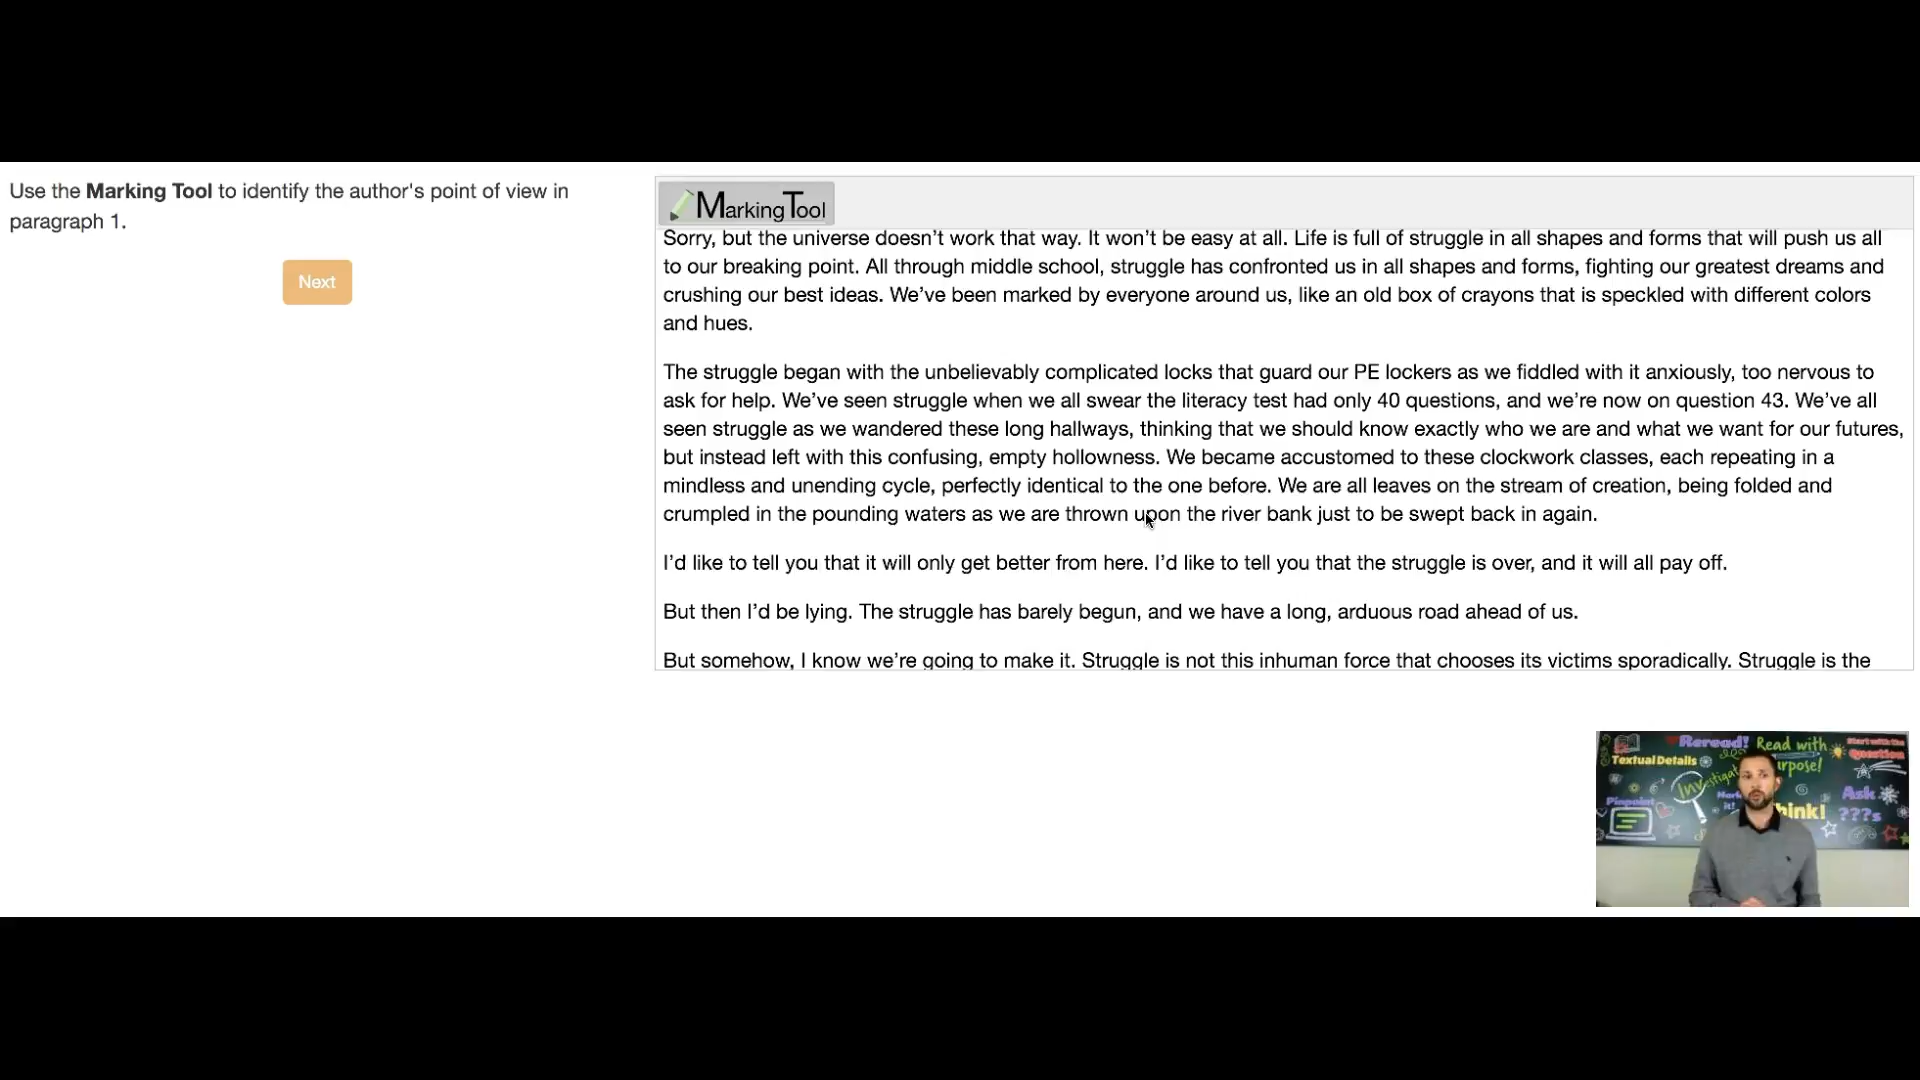 Use the Marking Tool to identify the author's point of view in
paragraph 1.
Next
MarkingTool
Sorry, but the universe doesn’t work that way. It won’t be easy at all. Life is full of struggle in all shapes and forms that will push us all
to our breaking point. All through middle school, struggle has confronted us in all shapes and forms, fighting our greatest dreams and
crushing our best ideas. We’ve been marked by everyone around us, like an old box of crayons that is speckled with different colors
and hues.
The struggle began with the unbelievably complicated locks that guard our PE lockers as we fiddled with it anxiously, too nervous to
ask for help. We’ve seen struggle when we all swear the literacy test had only 40 questions, and we’re now on question 43. We’ve all
seen struggle as we wandered these long hallways, thinking that we should know exactly who we are and what we want for our futures,
but instead left with this confusing, empty hollowness. We became accustomed to these clockwork classes, each repeating in a
mindless and unending cycle, perfectly identical to the one before. We are all leaves on the stream of creation, being folded and
crumpled in the pounding waters as we are thrown upon the river bank just to be swept back in again.
I’d like to tell you that it will only get better from here. I’d like to tell you that the struggle is over, and it will all pay off.
But then I’d be lying. The struggle has barely begun, and we have a long, arduous road ahead of us.
But somehow, I know we’re going to make it. Struggle is not this inhuman force that chooses its victims sporadically. Struggle is the
Reread! Read with
Start with the
Question
Textual Details
Pinpoint
Ask
???s